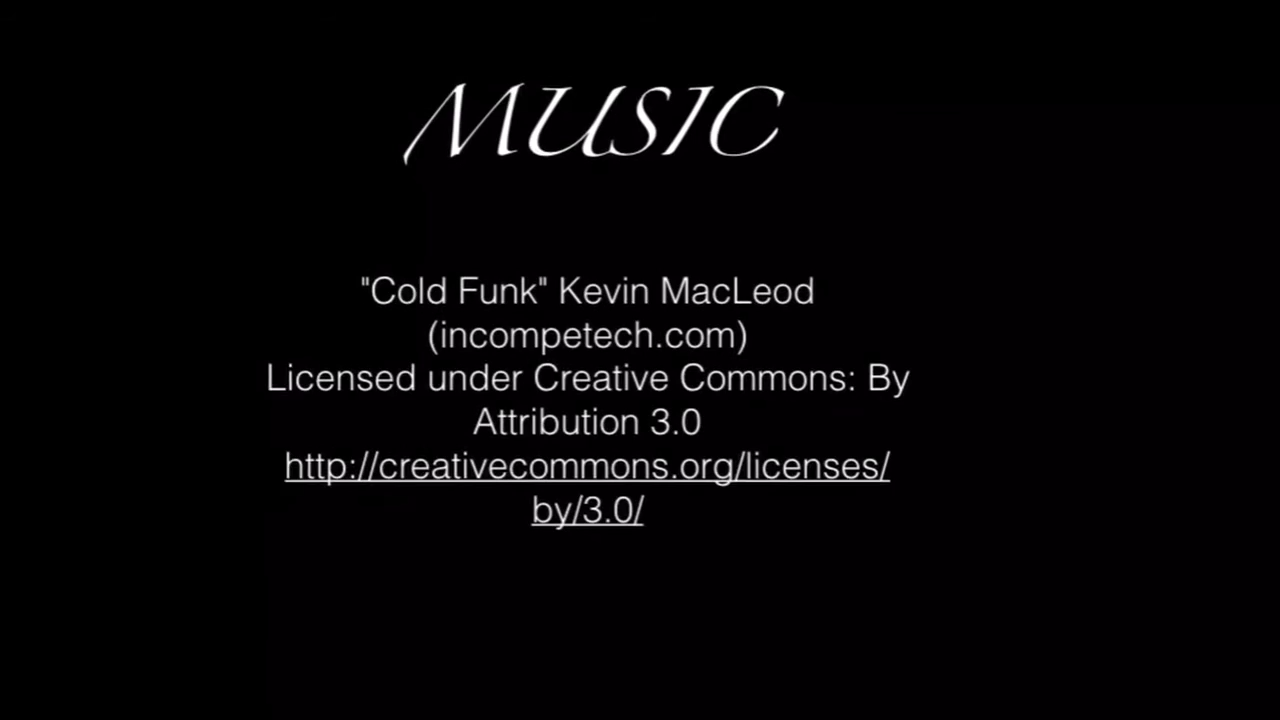 MUSIC
"Cold Funk" Kevin MacLeod
(incompetech.com)
Licensed under Creative Commons: By
Attribution 3.0
http://creativecommons.org/licenses/
by/3.0/